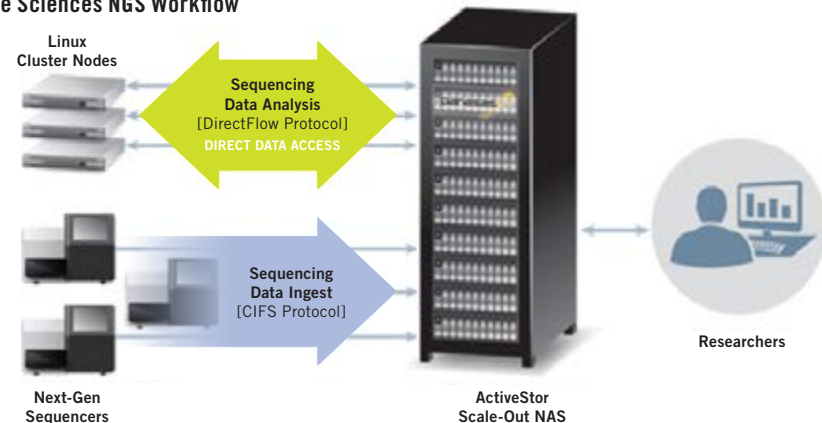 e Sciences NGS Workflow
Linux
Cluster Nodes
Sequencing
Data Analysis
[DirectFlow Protocol]
DIRECT DATA ACCESS
panasas
Sequencing
Data Ingest
[CIFS Protocol]
Researchers
Next-Gen
Sequencers
ActiveStor
Scale-Out NAS